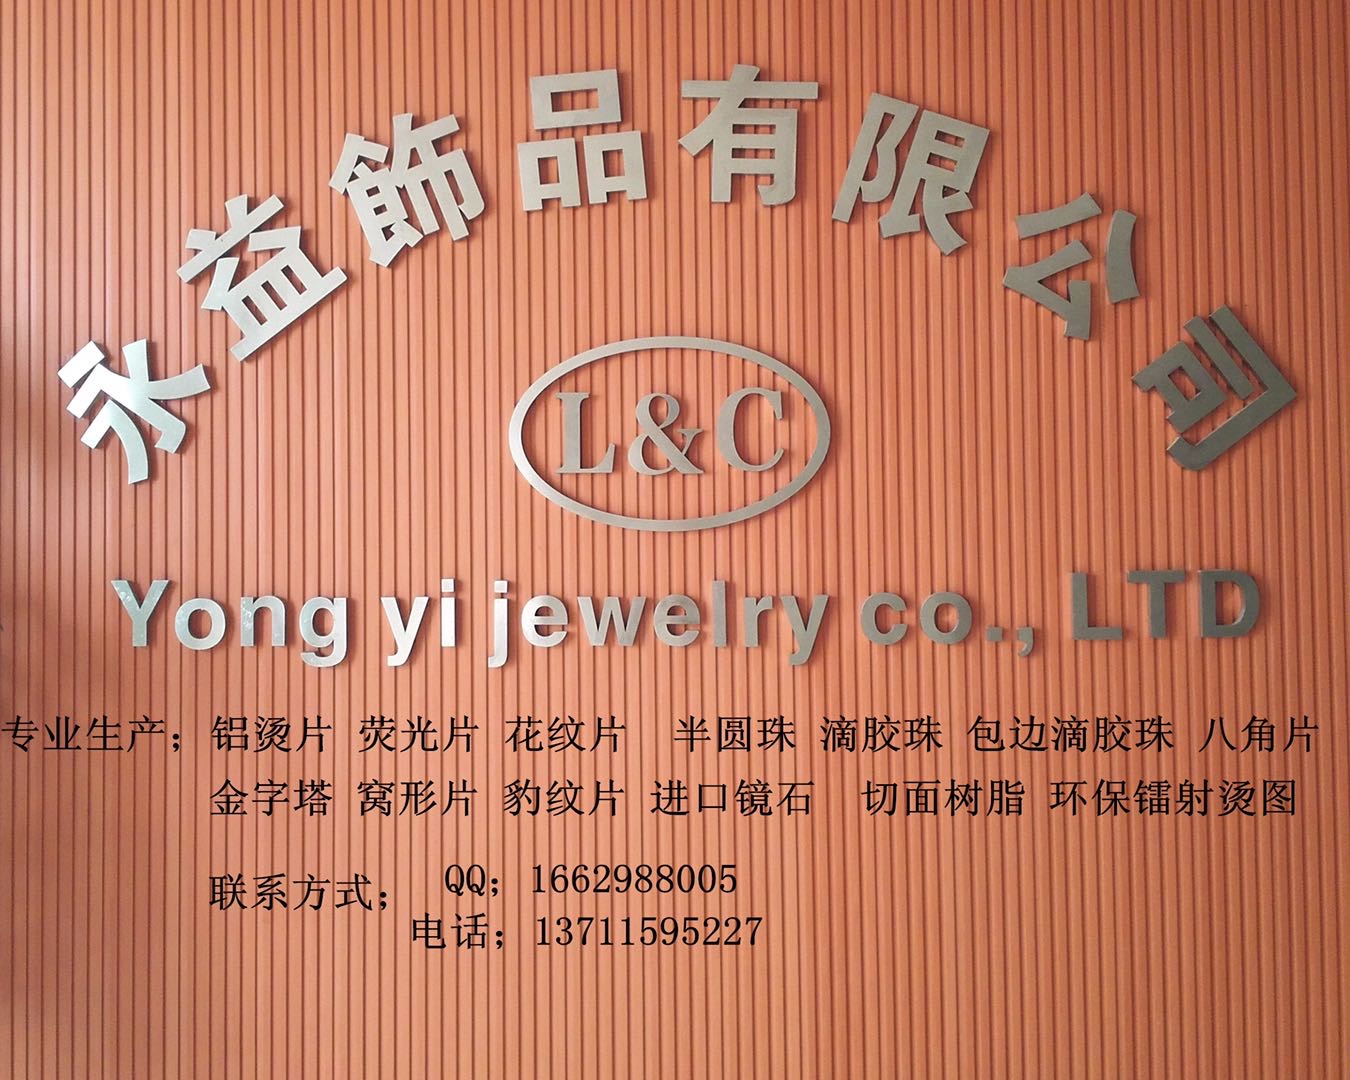 永益飾品有限公司
L&C
Yong yi jewelry co., LTD
专业生产；铝烫片 荧光片 花纹片 半圆珠 滴胶珠 包边滴胶珠 八角片
金字塔 窝形片 豹纹片 进口镜石 切面树脂 环保镭射烫图
联系方式； QQ；1662988005
电话；13711595227